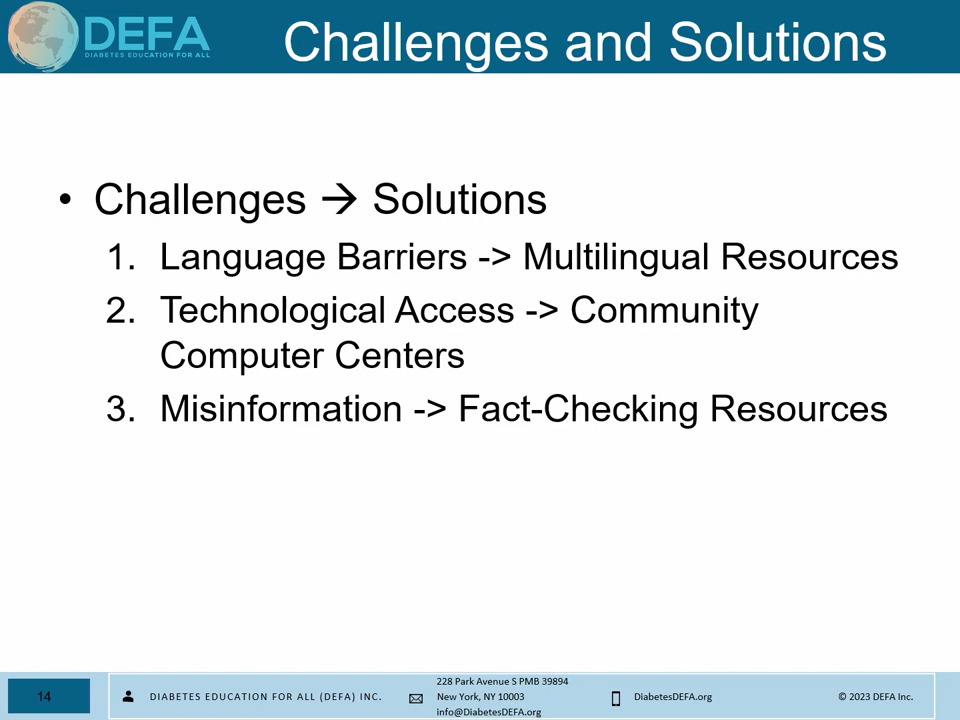 DEFA
DIABETES EDUCATION FOR ALL
Challenges and Solutions
• Challenges → Solutions
1. Language Barriers -> Multilingual Resources
2. Technological Access -> Community
Computer Centers
3. Misinformation -> Fact-Checking Resources
14
DIABETES EDUCATION FOR ALL (DEFA) INC.
228 Park Avenue S PMB 39894
New York, NY 10003
info@DiabetesDEFA.org
DiabetesDEFA.org
© 2023 DEFA Inc.